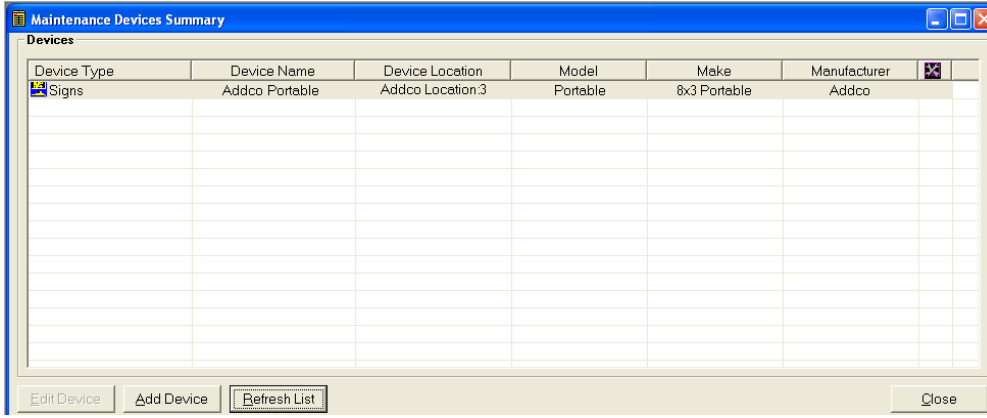 Maintenance Devices Summary
Devices
Device Type Device Name Device Location Model Make Manufacturer
Signs Addco Portable Addco Location:3 Portable 8x3 Portable Addco
Edit Device Add Device Refresh List Close